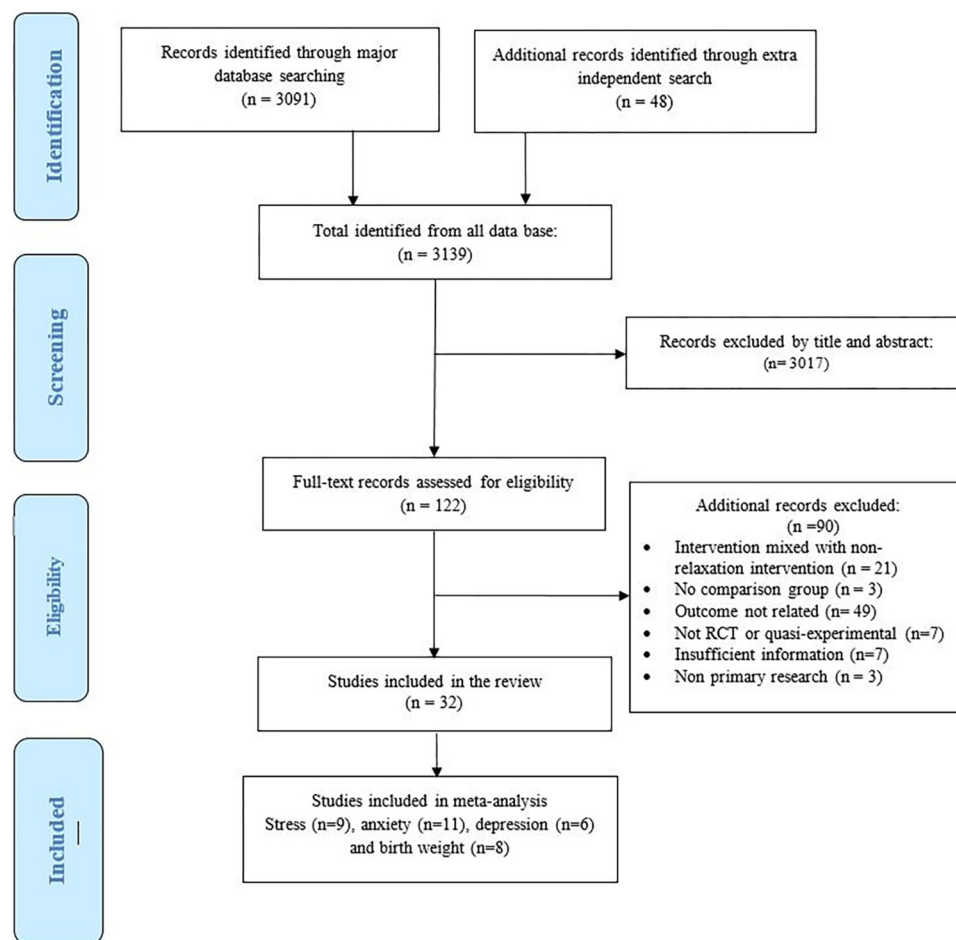 Identification
Records identified through major
database searching
(n = 3091)
Additional records identified through extra
independent search
(n = 48)
Total identified from all data base:
(n = 3139)
Screening
Records excluded by title and abstract:
(n= 3017)
Full-text records assessed for eligibility
(n = 122)
Eligibility
Additional records excluded:
(n =90)
• Intervention mixed with non-
relaxation intervention (n = 21)
• No comparison group (n = 3)
• Outcome not related (n= 49)
• Not RCT or quasi-experimental (n=7)
• Insufficient information (n=7)
• Non primary research (n = 3)
Studies included in the review
(n = 32)
Included
Studies included in meta-analysis
Stress (n=9), anxiety (n=11), depression (n=6)
and birth weight (n=8)